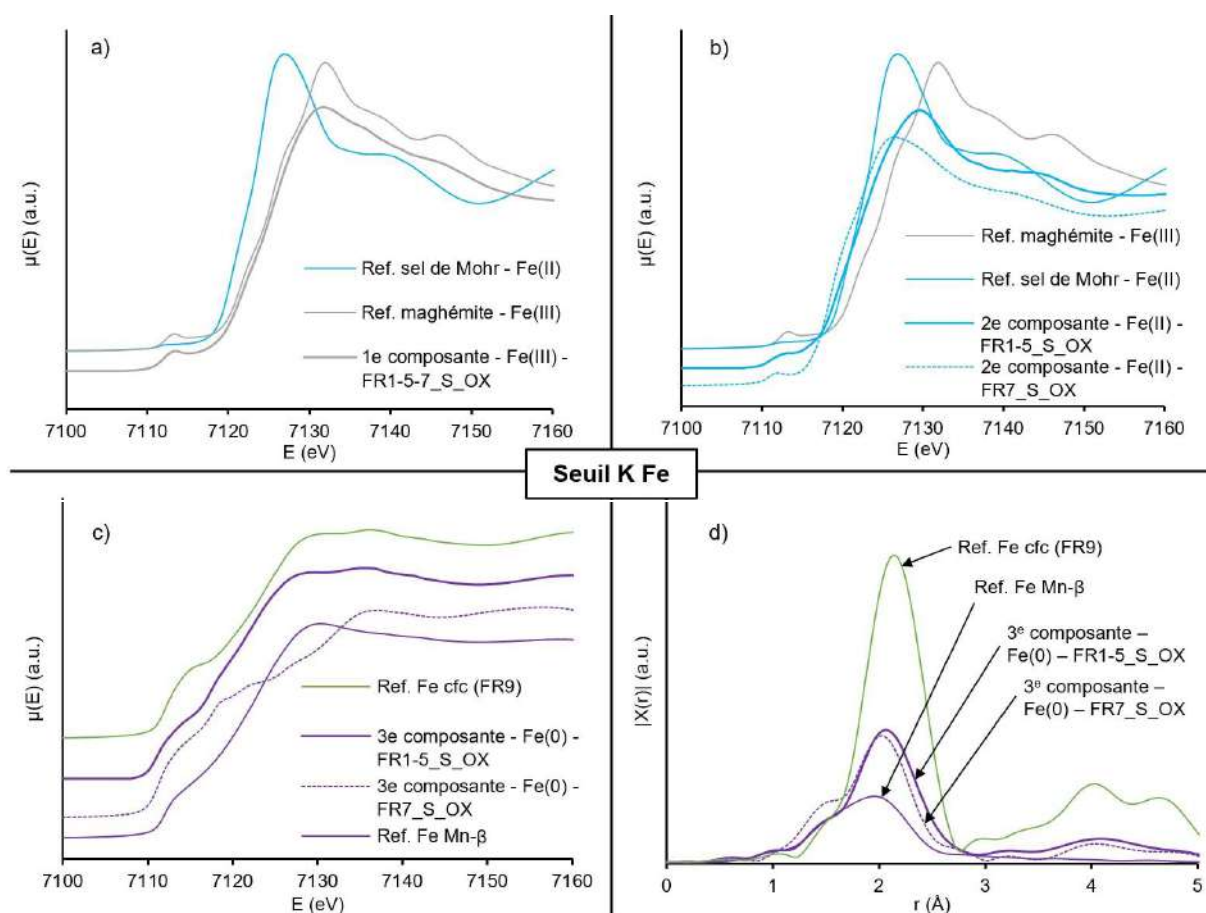 a)
μ(E) (a.u.)
Ref. sel de Mohr - Fe(II)
Ref. maghémite - Fe(III)
1e composante - Fe(III) -
FR1-5-7_S_OX
7100 7110 7120 7130 7140 7150 7160
E (eV)
b)
μ(E) (a.u.)
Ref. maghémite - Fe(III)
Ref. sel de Mohr - Fe(II)
2e composante - Fe(II) -
FR1-5_S_OX
2e composante - Fe(II) -
FR7_S_OX
7100 7110 7120 7130 7140 7150 7160
E (eV)
Seuil K Fe
c)
μ(E) (a.u.)
Ref. Fe cfc (FR9)
3e composante - Fe(0) -
FR1-5_S_OX
3e composante - Fe(0) -
FR7_S_OX
Ref. Fe Mn-β
7100 7110 7120 7130 7140 7150 7160
E (eV)
d)
|X(r)| (a.u.)
Ref. Fe cfc (FR9)
Ref. Fe Mn-β
3e composante –
Fe(0) – FR1-5_S_OX
3e composante –
Fe(0) – FR7_S_OX
0 1 2 3 4 5
r (Å)